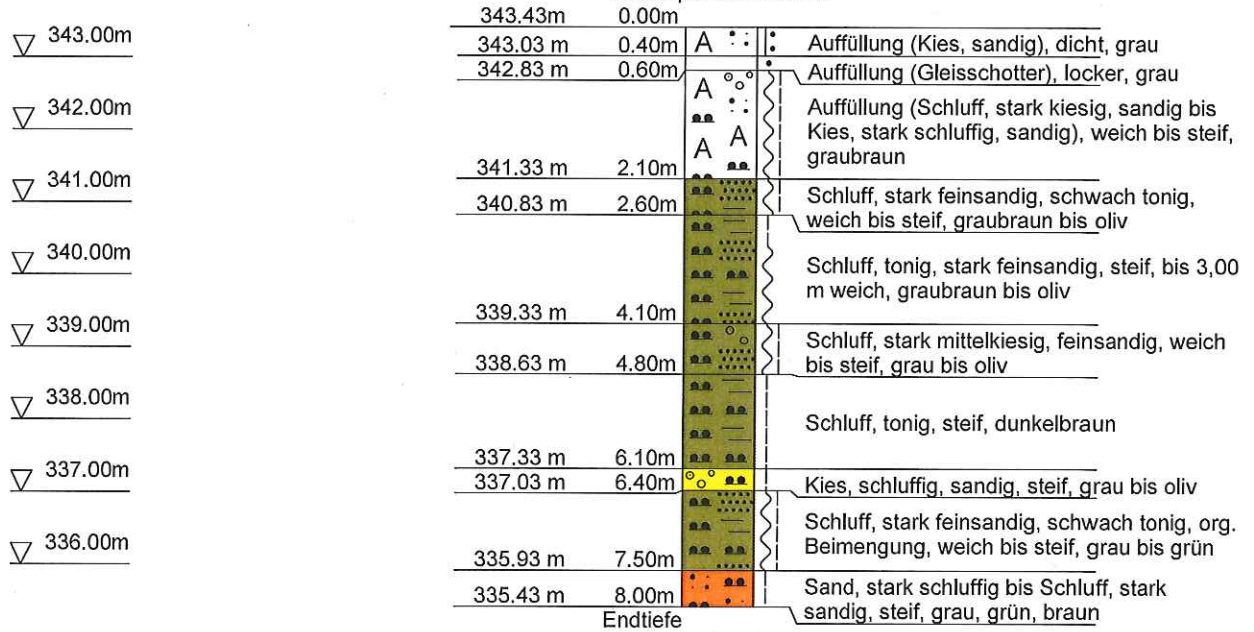 343.43m 0.00m
343.00m
343.03 m 0.40m A Auffüllung (Kies, sandig), dicht, grau
342.83 m 0.60m Auffüllung (Gleisschotter), locker, grau
342.00m
A
A
A
Auffüllung (Schluff, stark kiesig, sandig bis
Kies, stark schluffig, sandig), weich bis steif,
graubraun
341.33 m 2.10m
341.00m
Schluff, stark feinsandig, schwach tonig,
weich bis steif, graubraun bis oliv
340.83 m 2.60m
340.00m
Schluff, tonig, stark feinsandig, steif, bis 3,00
m weich, graubraun bis oliv
339.33 m 4.10m
339.00m
Schluff, stark mittelkiesig, feinsandig, weich
bis steif, grau bis oliv
338.63 m 4.80m
338.00m
Schluff, tonig, steif, dunkelbraun
337.33 m 6.10m
337.00m
337.03 m 6.40m Kies, schluffig, sandig, steif, grau bis oliv
Schluff, stark feinsandig, schwach tonig, org.
Beimengung, weich bis steif, grau bis grün
336.00m
335.93 m 7.50m
Sand, stark schluffig bis Schluff, stark
sandig, steif, grau, grün, braun
335.43 m 8.00m
Endtiefe